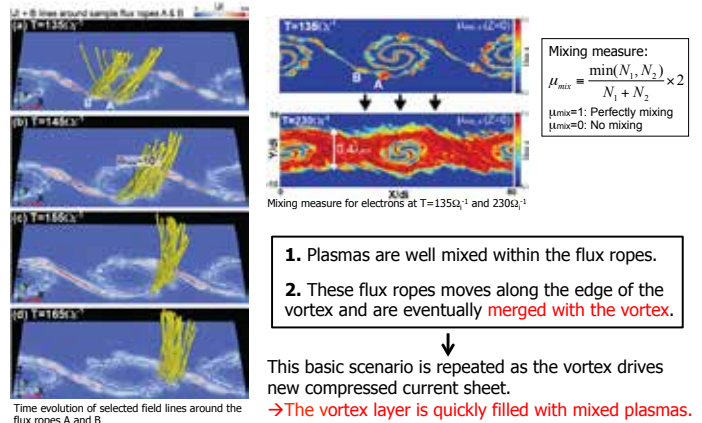 |J| + B lines around sample flux ropes A & B
(a) T=135Ωi-1
B A
(b) T=145Ωi-1
(c) T=155Ωi-1
(d) T=165Ωi-1
Time evolution of selected field lines around the
flux ropes A and B
T=135Ωi-1
B
A
T=230Ωi-1
Y/di
X/di
Mixing measure for electrons at T=135Ωi-1 and 230Ωi-1
Mixing measure:
μmix = min(N1, N2) / N1 + N2 ×2
μmix=1: Perfectly mixing
μmix=0: No mixing
1. Plasmas are well mixed within the flux ropes.
2. These flux ropes moves along the edge of the
vortex and are eventually merged with the vortex.
This basic scenario is repeated as the vortex drives
new compressed current sheet.
→The vortex layer is quickly filled with mixed plasmas.